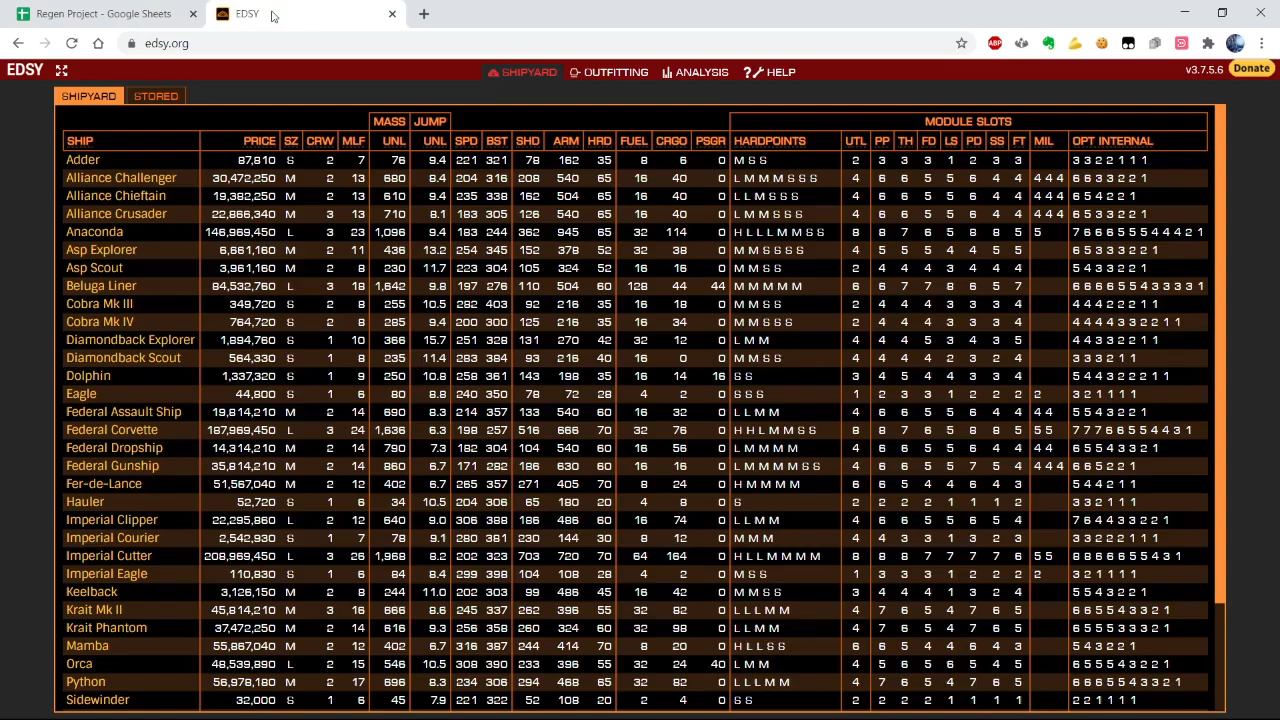 Regen Project - Google Sheets EDSY
edsy.org
EDSY SHIPYARD OUTFITTING ANALYSIS HELP v3.7.5.6 Donate
SHIPYARD STORED
MASS JUMP MODULE SLOTS
SHIP PRICE SZ CRW MLF UNL UNL SPD BST SHD ARM HRD FUEL CRGO PSGR HARDPOINTS UTL PP TH FD LS PD SS FT MIL OPT INTERNAL
Adder 87,810 S 2 7 76 9.4 221 321 78 162 35 8 6 0 M S S 2 3 3 3 1 2 3 3 3 3 2 2 1 1 1
Alliance Challenger 30,472,250 M 2 13 680 8.4 204 316 208 540 65 16 40 0 L M M M S S S 4 6 6 5 5 6 4 4 4 4 4 6 6 3 3 2 2 1
Alliance Chieftain 19,382,250 M 2 13 610 9.4 235 338 162 504 65 16 40 0 L L M S S S 4 6 6 5 5 6 4 4 4 4 4 6 5 4 2 2 1
Alliance Crusader 22,866,340 M 3 13 710 8.1 183 305 126 540 65 16 40 0 L M M S S S 4 6 6 5 5 6 4 4 4 4 4 6 5 3 3 2 2 1
Anaconda 146,969,450 L 3 23 1,096 9.4 183 244 362 945 65 32 114 0 H L L L M M S S 8 8 7 6 5 8 8 5 5 7 6 6 6 5 5 5 4 4 4 2 1
Asp Explorer 6,661,160 M 2 11 436 13.2 254 345 152 378 52 32 38 0 M M S S S S 4 5 5 5 4 4 5 5 6 5 3 3 3 2 2 1
Asp Scout 3,961,160 M 2 8 230 11.7 223 304 105 324 52 16 16 0 M M S S 2 4 4 4 3 4 4 4 5 4 3 2 2 1
Beluga Liner 84,532,760 L 3 18 1,642 9.8 197 276 110 504 60 128 44 44 M M M M M 6 6 7 7 8 6 5 7 6 6 6 6 5 5 4 3 3 3 3 1
Cobra Mk III 349,720 S 2 8 255 10.5 282 403 92 216 35 16 18 0 M M S S 2 4 4 4 3 3 3 4 4 4 4 2 2 2 1 1
Cobra Mk IV 764,720 S 2 8 285 9.4 200 300 125 216 35 16 34 0 M M S S S 2 4 4 4 3 3 3 4 4 4 4 4 3 3 2 2 1 1
Diamondback Explorer 1,894,760 S 1 10 366 15.7 251 328 131 270 42 32 12 0 L M M 4 4 4 5 3 4 3 5 4 4 3 3 2 2 1
Diamondback Scout 564,330 S 1 8 235 11.4 283 384 93 216 40 16 0 0 M M S S 4 4 4 4 2 3 2 4 3 3 3 2 1 1
Dolphin 1,337,320 S 1 9 250 10.8 258 361 143 198 35 16 14 16 S S 3 4 5 4 4 3 3 4 5 4 4 3 2 2 2 1 1
Eagle 44,800 S 1 6 80 8.8 240 350 78 72 28 4 2 0 S S S 1 2 3 3 1 2 2 2 2 3 2 1 1 1 1
Federal Assault Ship 19,814,210 M 2 14 690 8.3 214 357 133 540 60 16 32 0 L L M M 4 6 6 5 5 6 4 4 4 4 5 5 4 3 2 2 1
Federal Corvette 187,969,450 L 3 24 1,636 6.3 198 257 516 666 70 32 76 0 H H L M M S S 8 8 7 6 5 8 8 5 5 5 7 7 7 6 6 5 5 4 4 3 1
Federal Dropship 14,314,210 M 2 14 790 7.3 182 304 104 540 60 16 56 0 L M M M M 4 6 6 5 5 6 4 4 4 4 6 5 5 4 3 3 2 1
Federal Gunship 35,814,210 M 2 14 860 6.7 171 282 186 630 60 16 16 0 L M M M M S S 4 6 6 5 5 7 5 4 4 4 4 6 6 5 2 2 1
Fer-de-Lance 51,567,040 M 2 12 402 6.7 265 357 271 405 70 8 24 0 H M M M M 6 6 5 4 4 6 4 3 5 4 4 2 1 1
Hauler 52,720 S 1 6 34 10.5 204 306 65 180 20 4 8 0 S 2 2 2 2 1 1 1 2 3 3 2 1 1 1
Imperial Clipper 22,295,860 L 2 12 640 9.0 306 388 186 486 60 16 74 0 L L M M 4 6 6 5 5 6 5 4 7 6 4 4 3 3 2 2 1
Imperial Courier 2,542,930 S 1 7 78 9.1 280 381 230 144 30 8 12 0 M M M 4 4 3 3 1 3 2 3 3 3 2 2 2 1 1 1
Imperial Cutter 208,969,450 L 3 26 1,968 8.2 202 323 703 720 70 64 164 0 H L L M M M M 8 8 8 7 7 7 7 6 5 5 8 8 6 6 6 5 5 4 3 1
Imperial Eagle 110,830 S 1 6 84 8.4 299 398 104 108 28 4 2 0 M S S 1 3 3 3 1 2 2 2 2 3 2 1 1 1 1
Keelback 3,126,150 M 2 8 244 11.0 202 303 99 486 45 16 42 0 M M S S 3 4 4 4 1 3 2 4 5 5 4 3 2 2 1
Krait Mk II 45,814,210 M 3 16 666 8.6 245 337 262 396 55 32 82 0 L L L M M 4 7 6 5 4 7 6 5 6 6 5 5 4 3 3 2 1
Krait Phantom 37,472,250 M 2 14 616 9.3 256 358 260 324 60 32 98 0 L L M M 4 7 6 5 4 7 6 5 6 5 5 5 3 3 3 2 1
Mamba 55,867,040 M 2 12 402 6.7 316 387 244 414 70 8 20 0 H L L S S 6 6 5 4 4 6 4 3 5 4 3 2 2 1
Orca 48,539,890 L 2 15 546 10.5 308 390 233 396 55 32 24 40 L M M 4 5 6 5 6 5 4 5 6 5 5 5 4 3 2 2 1
Python 56,978,180 M 2 17 696 8.3 234 306 294 468 65 32 82 0 L L L M M 4 7 6 5 4 7 6 5 6 6 6 5 5 4 3 3 2 1
Sidewinder 32,000 S 1 6 45 7.9 221 322 52 108 20 2 4 0 S S 2 2 2 2 1 1 1 1 2 2 1 1 1 1